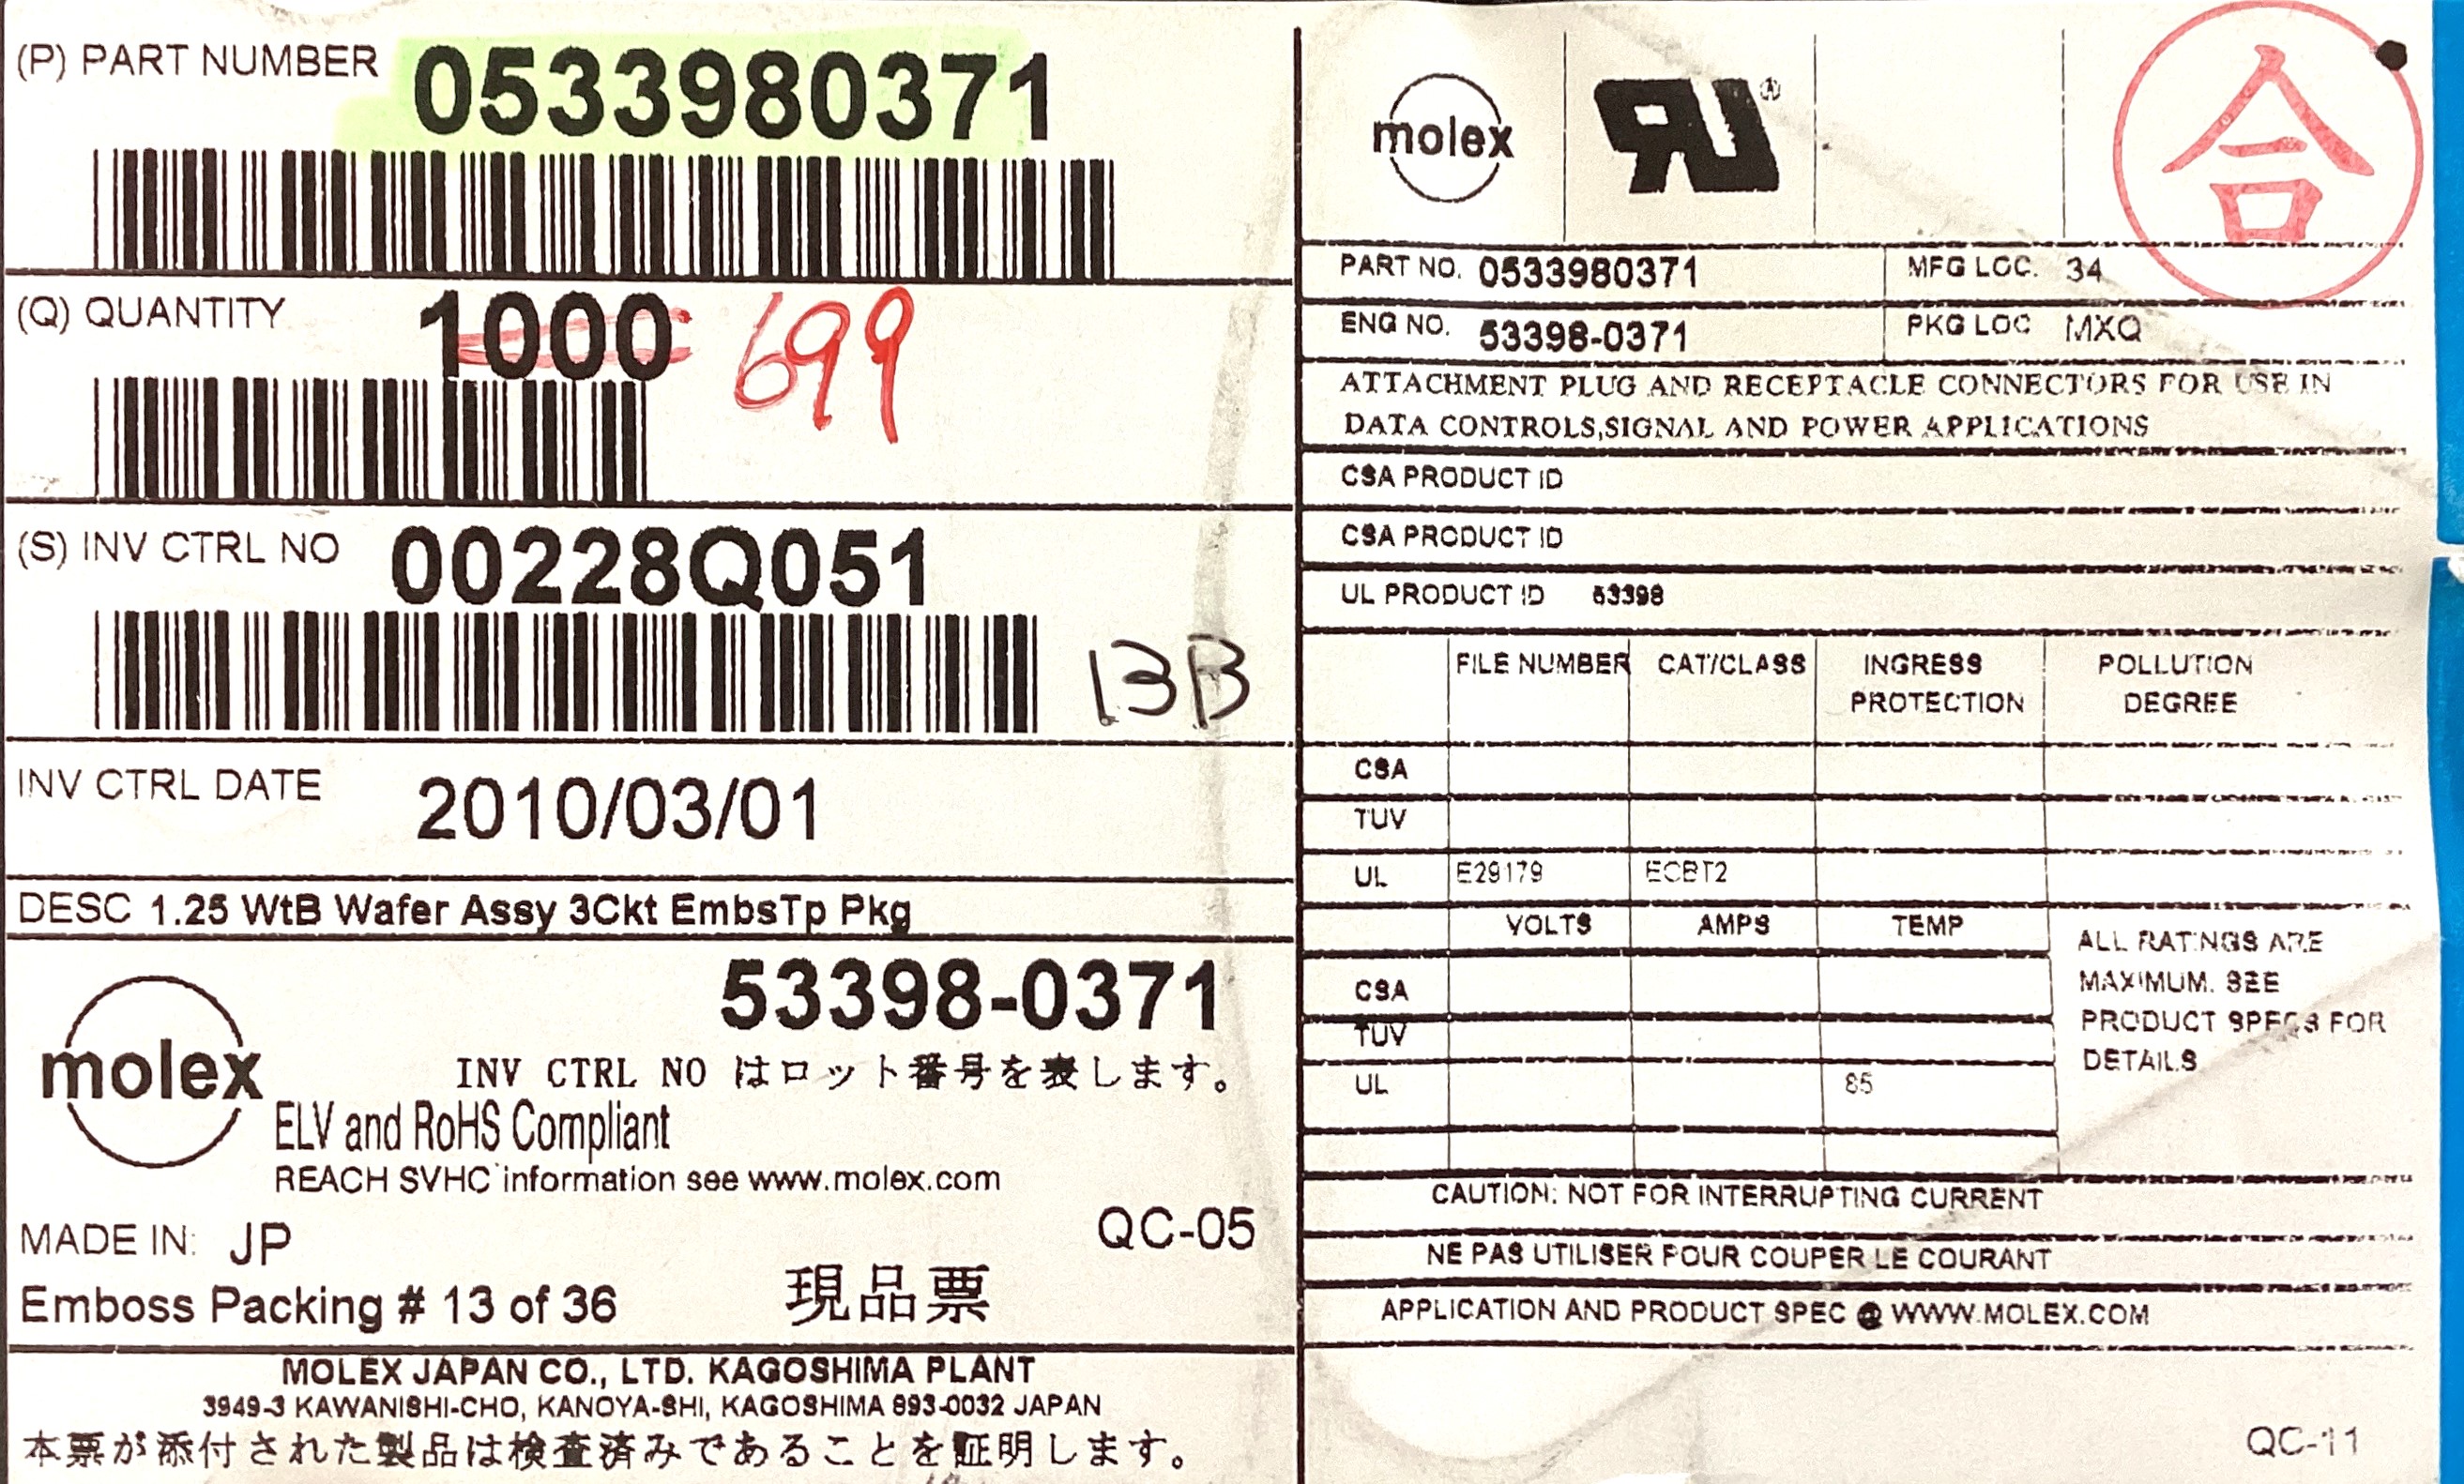 (P) PART NUMBER 0533980371
(Q) QUANTITY 1000 699
(S) INV CTRL NO 00228Q051
13B
INV CTRL DATE 2010/03/01
DESC 1.25 WtB Wafer Assy 3Ckt EmbsTp Pkg
53398-0371
molex
INV CTRL NO はロット番号を表します。
ELV and RoHS Compliant
REACH SVHC information see www.molex.com
QC-05
MADE IN: JP
Emboss Packing # 13 of 36 現品票
MOLEX JAPAN CO., LTD. KAGOSHIMA PLANT
3949-3 KAWANISHI-CHO, KANOYA-SHI, KAGOSHIMA 893-0032 JAPAN
本票が添付された製品は検査済みであることを証明します。
molex RU ® 合
PART NO. 0533980371 MFG LOC. 34
ENG NO. 53398-0371 PKG LOC MXQ
ATTACHMENT PLUG AND RECEPTACLE CONNECTORS FOR USE IN
DATA CONTROLS,SIGNAL AND POWER APPLICATIONS
CSA PRODUCT ID
CSA PRODUCT ID
UL PRODUCT ID 53398
FILE NUMBER CAT/CLASS INGRESS POLLUTION
PROTECTION DEGREE
CSA
TUV
UL E29179 ECBT2
VOLTS AMPS TEMP
ALL RATINGS ARE
MAXIMUM. SEE
PRODUCT SPECS FOR
DETAILS
CSA
TUV
UL 85
CAUTION: NOT FOR INTERRUPTING CURRENT
NE PAS UTILISER POUR COUPER LE COURANT
APPLICATION AND PRODUCT SPEC @ WWW.MOLEX.COM
QC-11